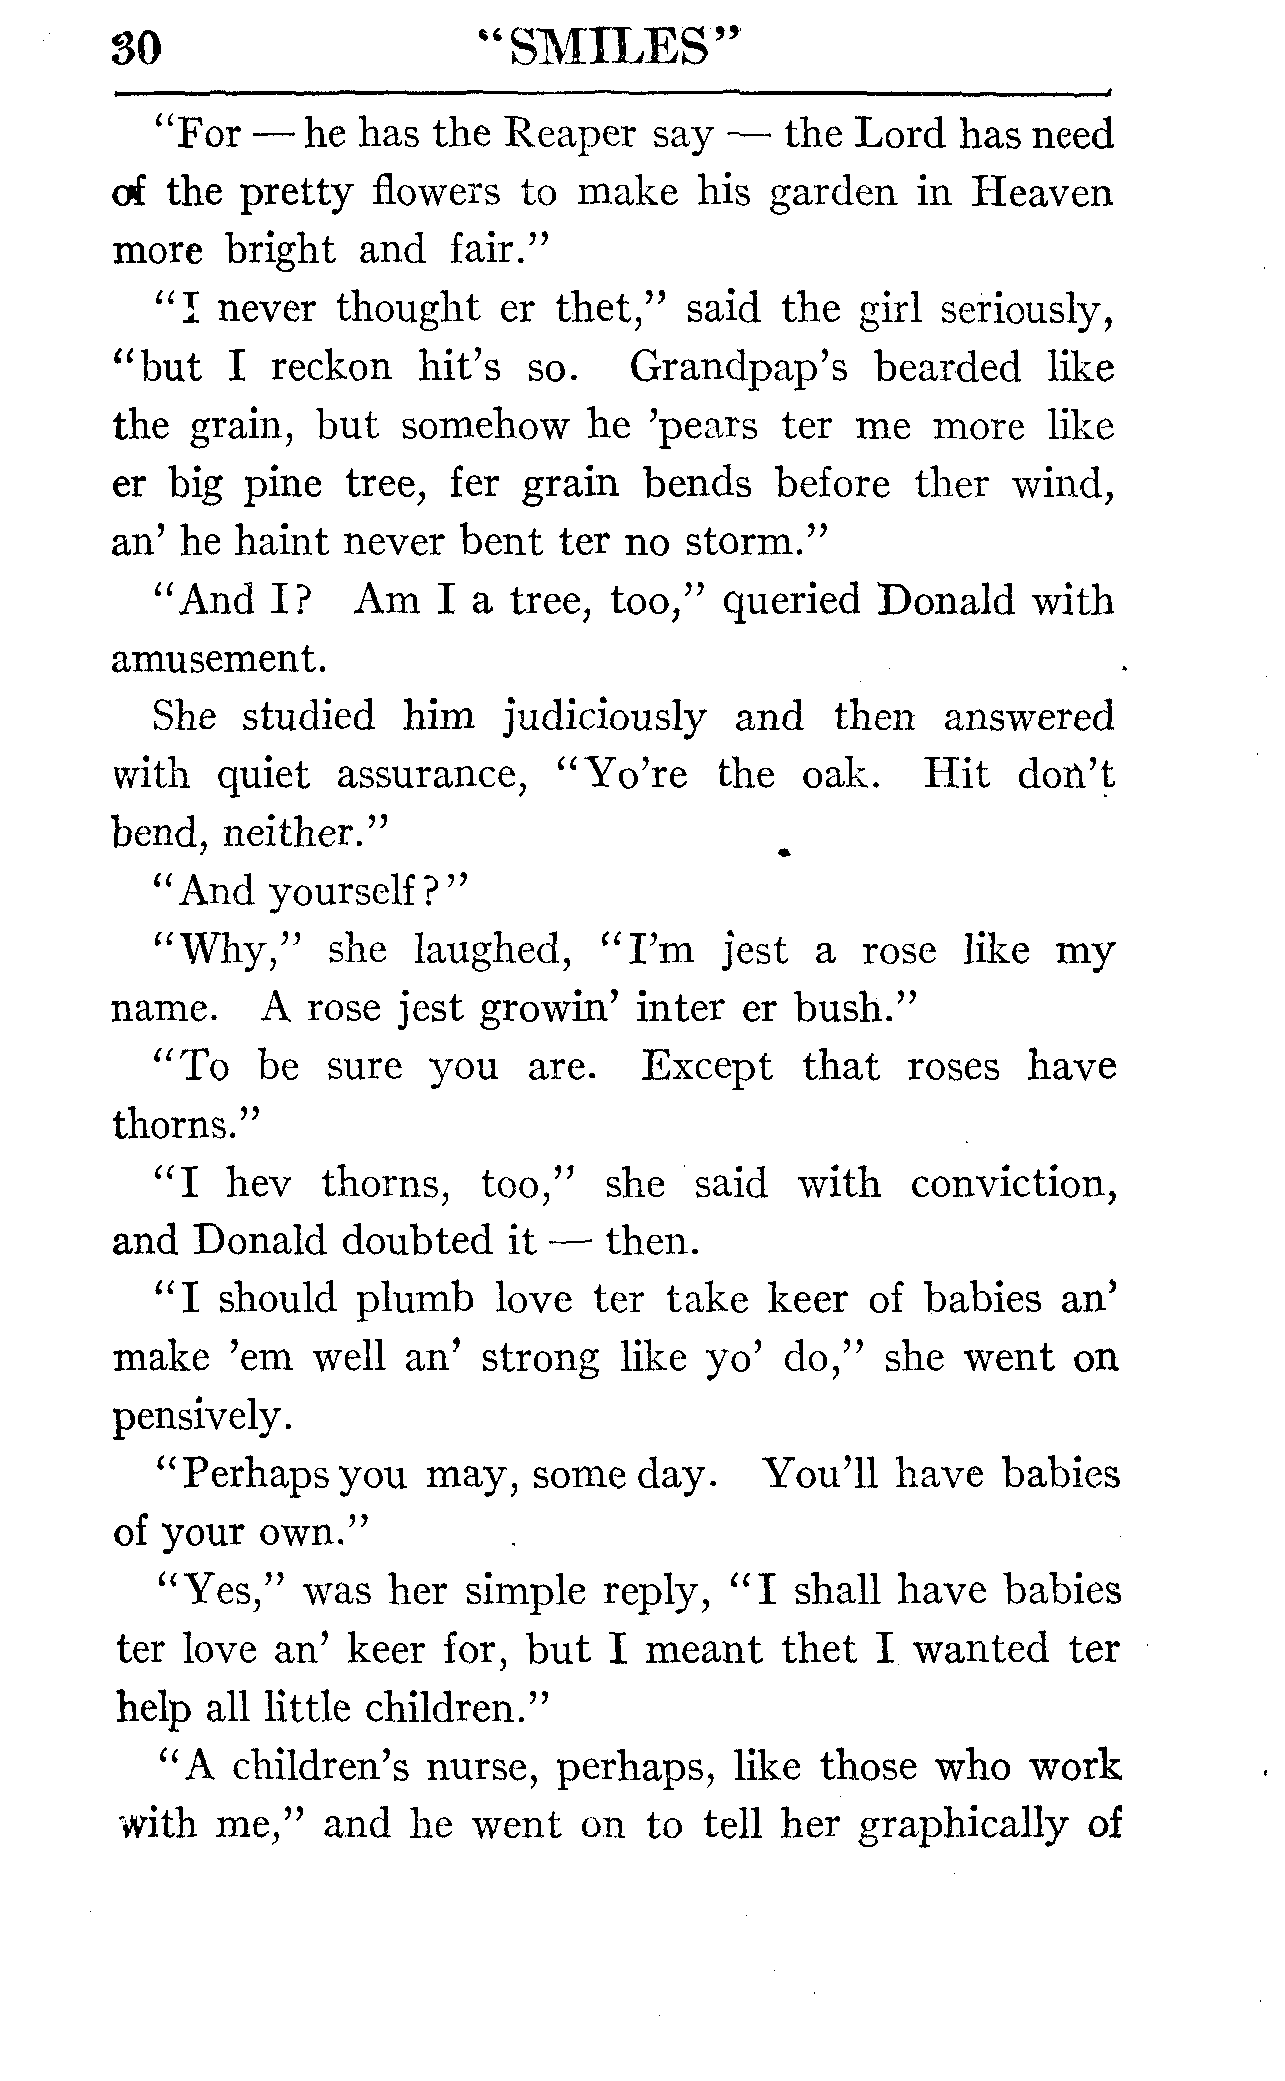 30 "SMILES"
"For — he has the Reaper say — the Lord has need
of the pretty flowers to make his garden in Heaven
more bright and fair."
"I never thought er thet," said the girl seriously,
"but I reckon hit's so. Grandpap's bearded like
the grain, but somehow he 'pears ter me more like
er big pine tree, fer grain bends before ther wind,
an' he haint never bent ter no storm."
"And I? Am I a tree, too," queried Donald with
amusement.
She studied him judiciously and then answered
with quiet assurance, "Yo're the oak. Hit don't
bend, neither."
"And yourself?"
"Why," she laughed, "I'm jest a rose like my
name. A rose jest growin' inter er bush."
"To be sure you are. Except that roses have
thorns."
"I hev thorns, too," she said with conviction,
and Donald doubted it — then.
"I should plumb love ter take keer of babies an'
make 'em well an' strong like yo' do," she went on
pensively.
"Perhaps you may, some day. You'll have babies
of your own."
"Yes," was her simple reply, "I shall have babies
ter love an' keer for, but I meant thet I wanted ter
help all little children."
"A children's nurse, perhaps, like those who work
with me," and he went on to tell her graphically of